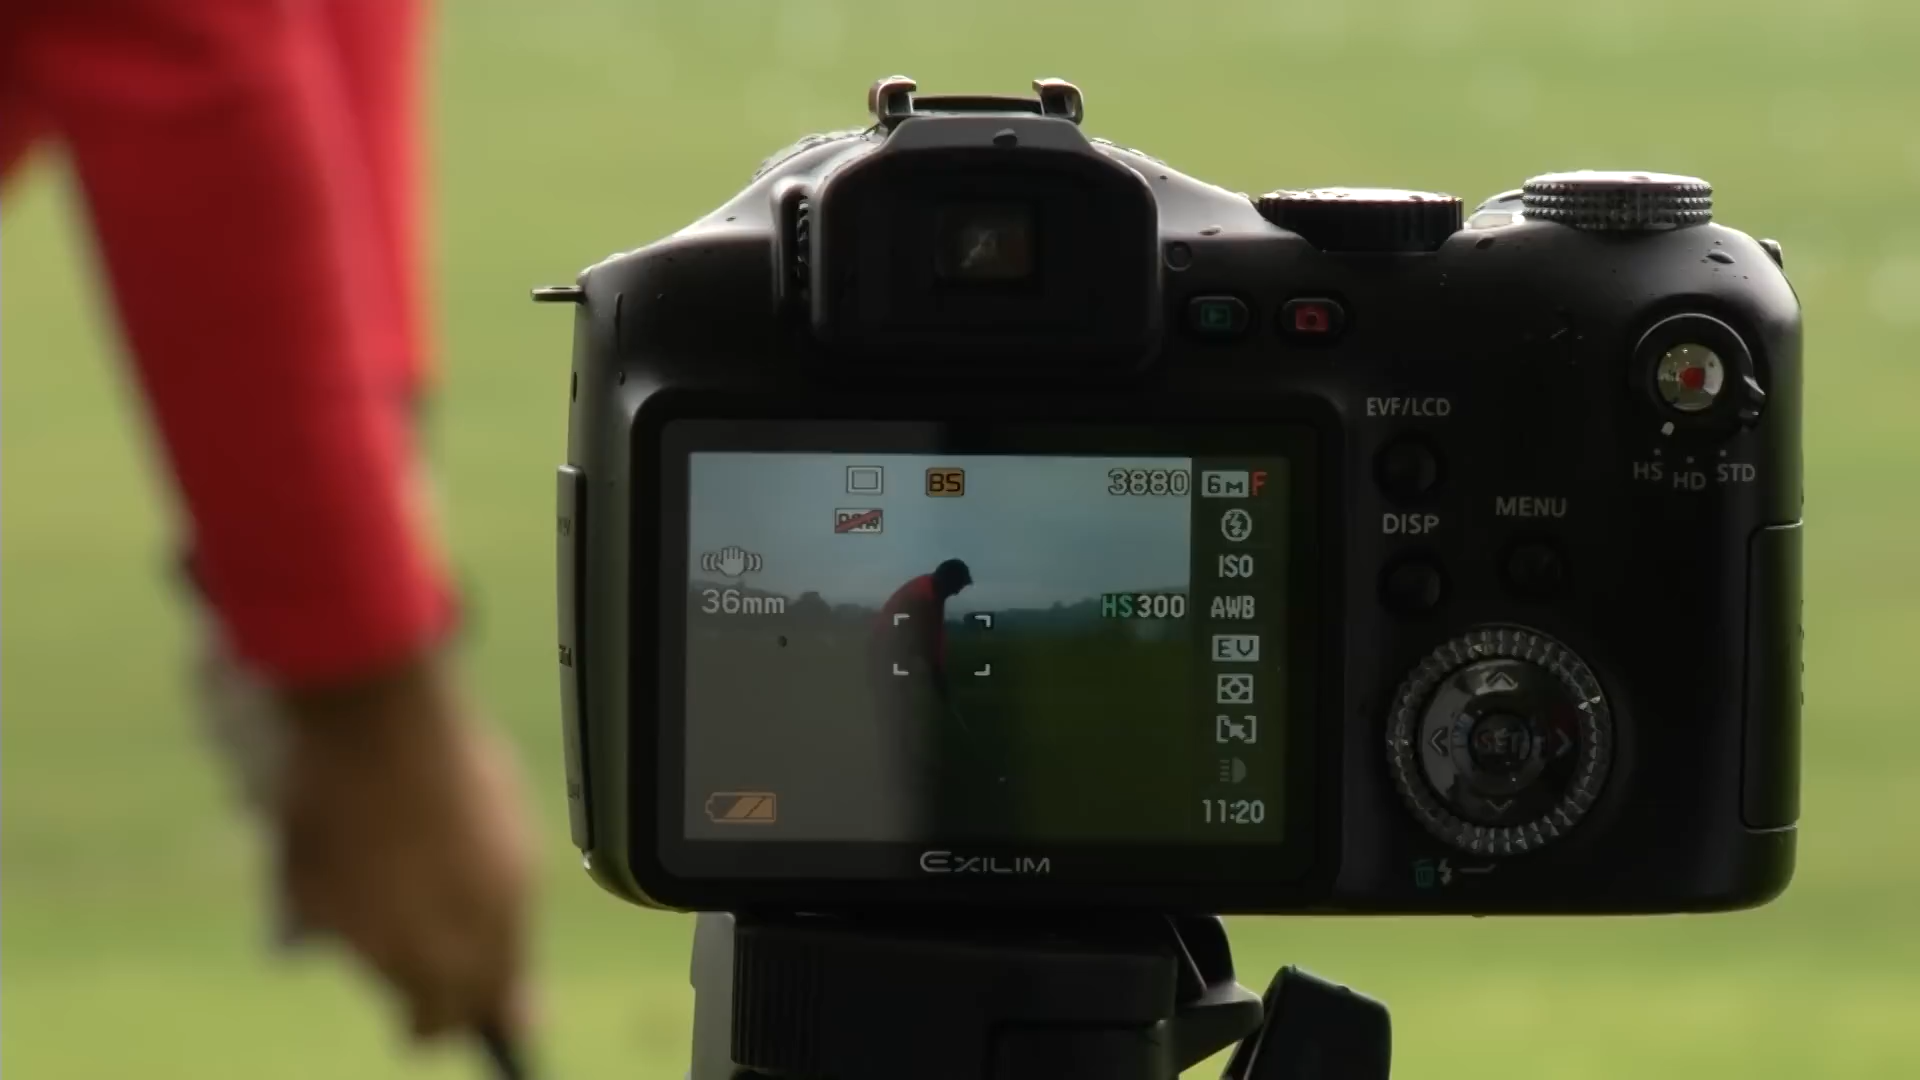 EVF/LCD
HS HD STD
MENU
DISP
BS
3880
6M F
ISO
36mm
HS300
AWB
EV
SET
11:20
EXILIM